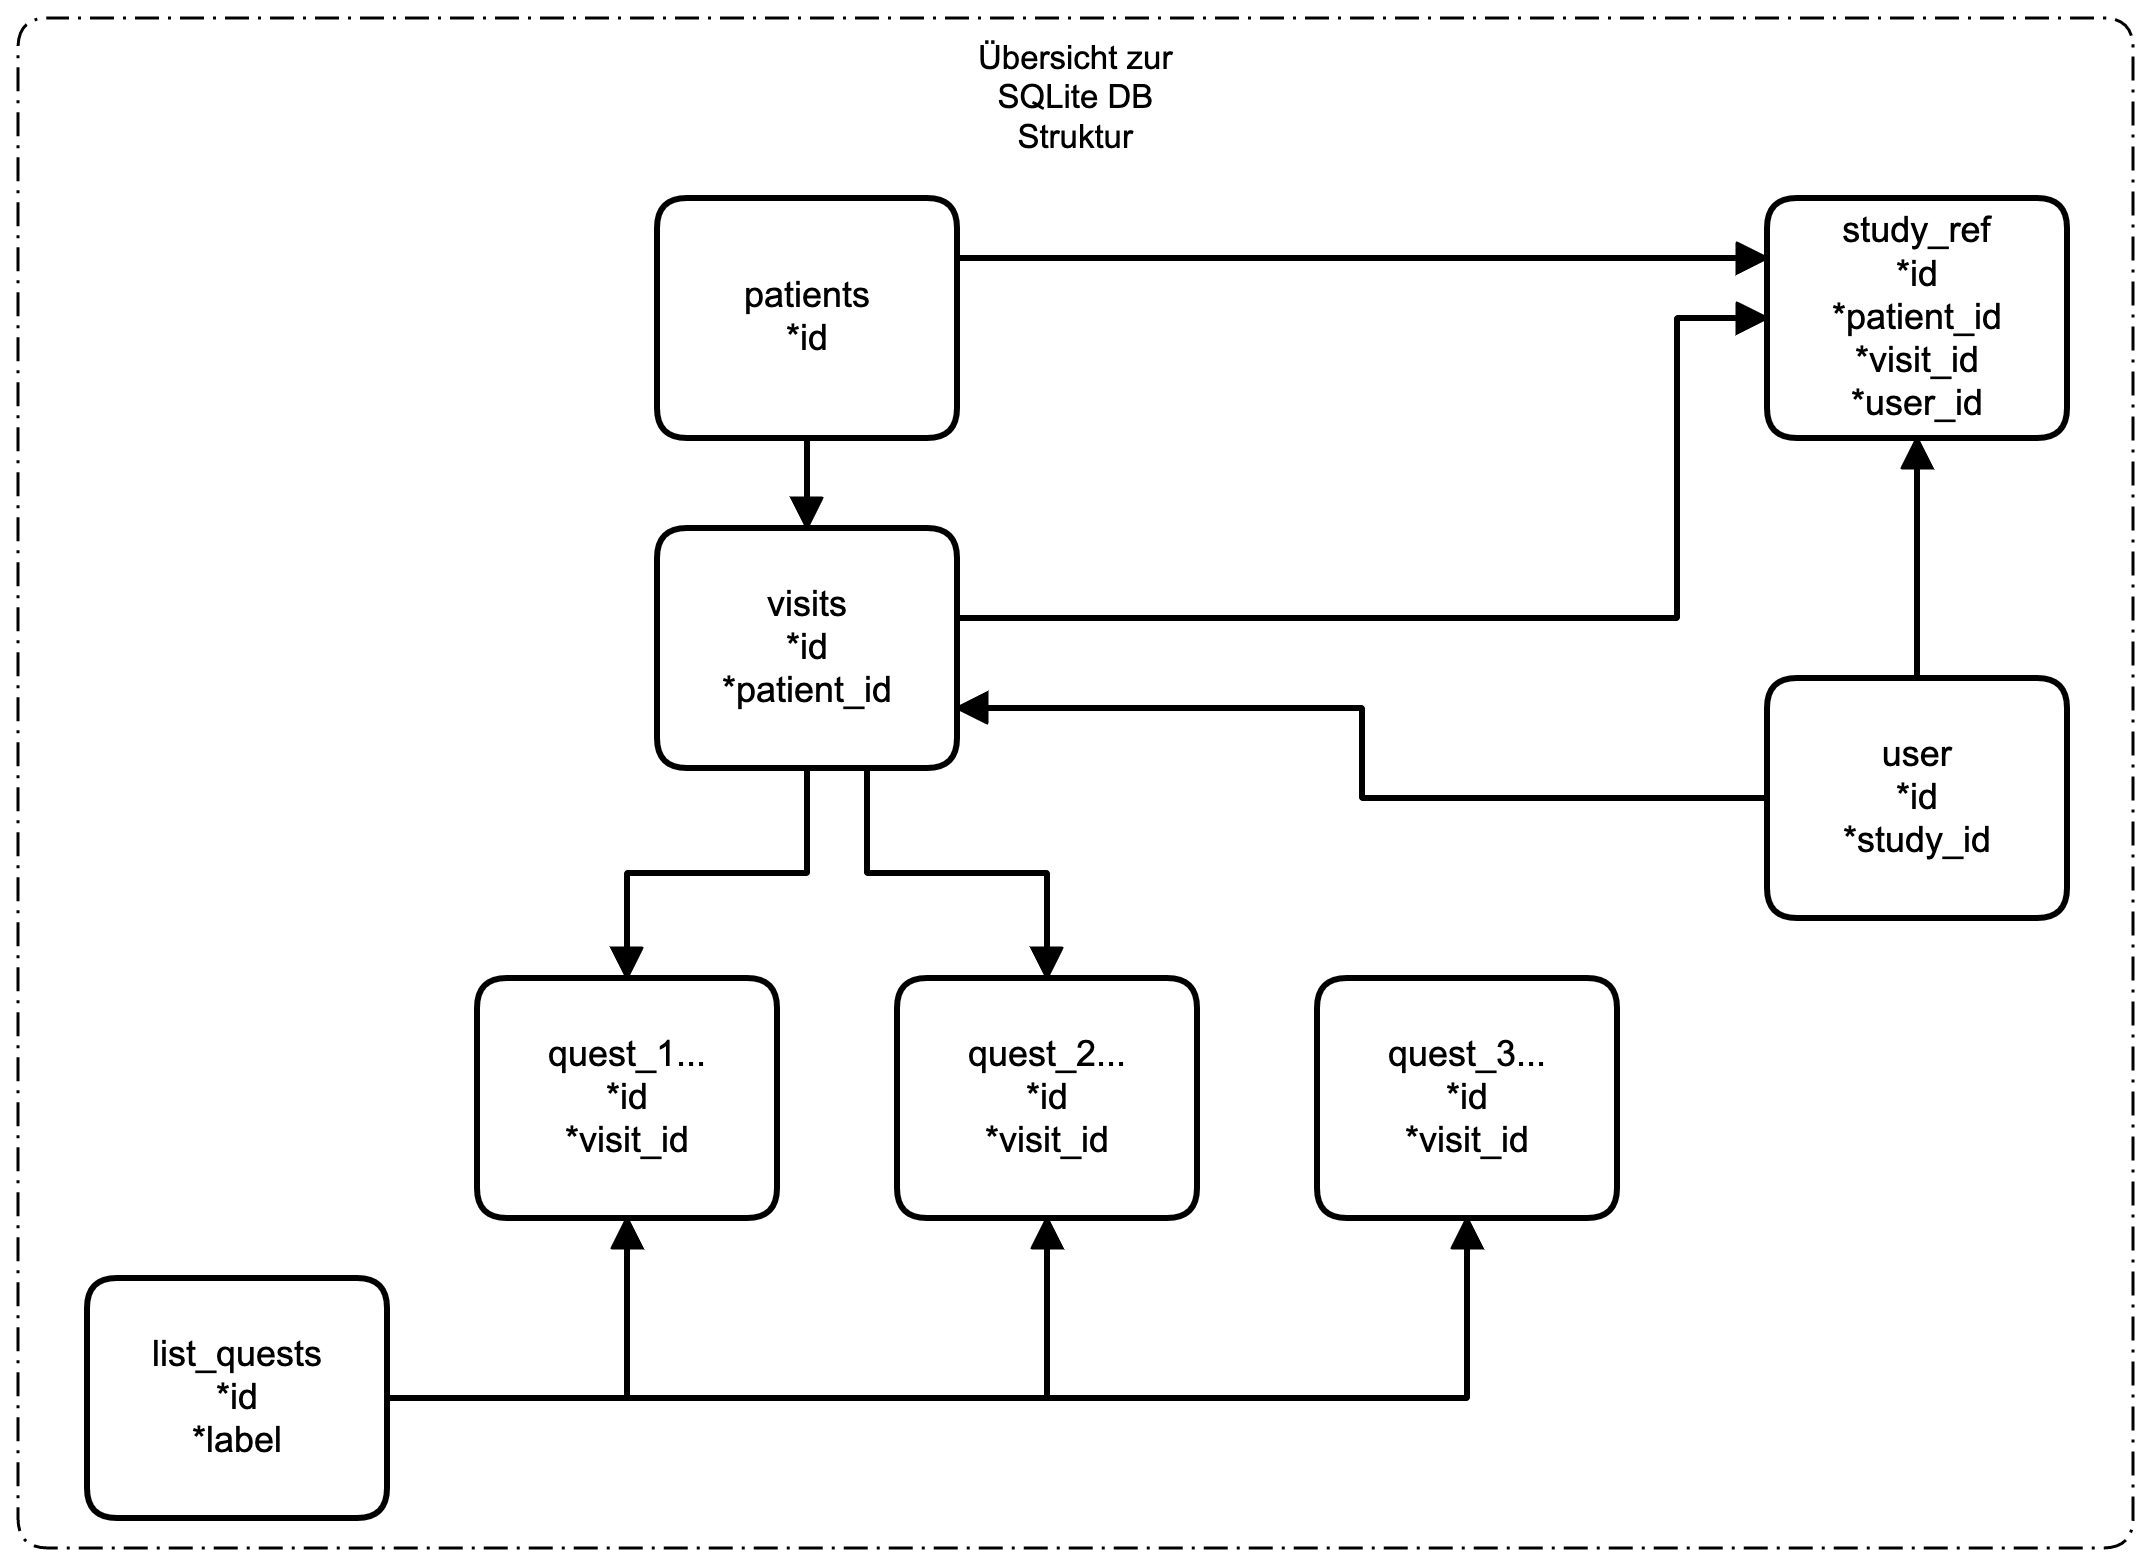 Übersicht zur
SQLite DB
Struktur
patients
*id
study_ref
*id
*patient_id
*visit_id
*user_id
visits
*id
*patient_id
user
*id
*study_id
quest_1...
*id
*visit_id
quest_2...
*id
*visit_id
quest_3...
*id
*visit_id
list_quests
*id
*label